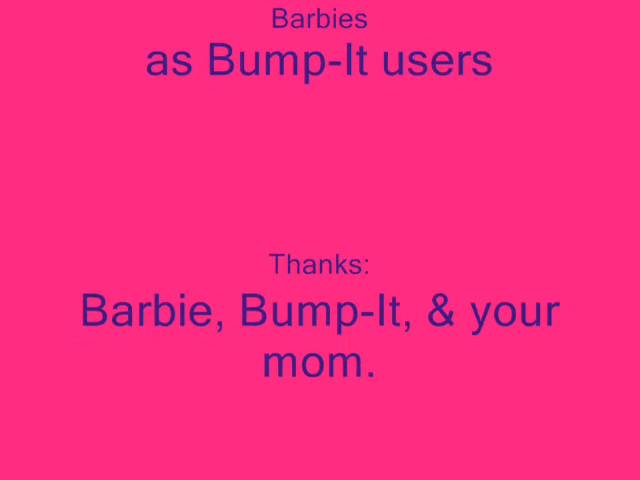 Barbies
as Bump-It users
Thanks:
Barbie, Bump-It, & your
mom.